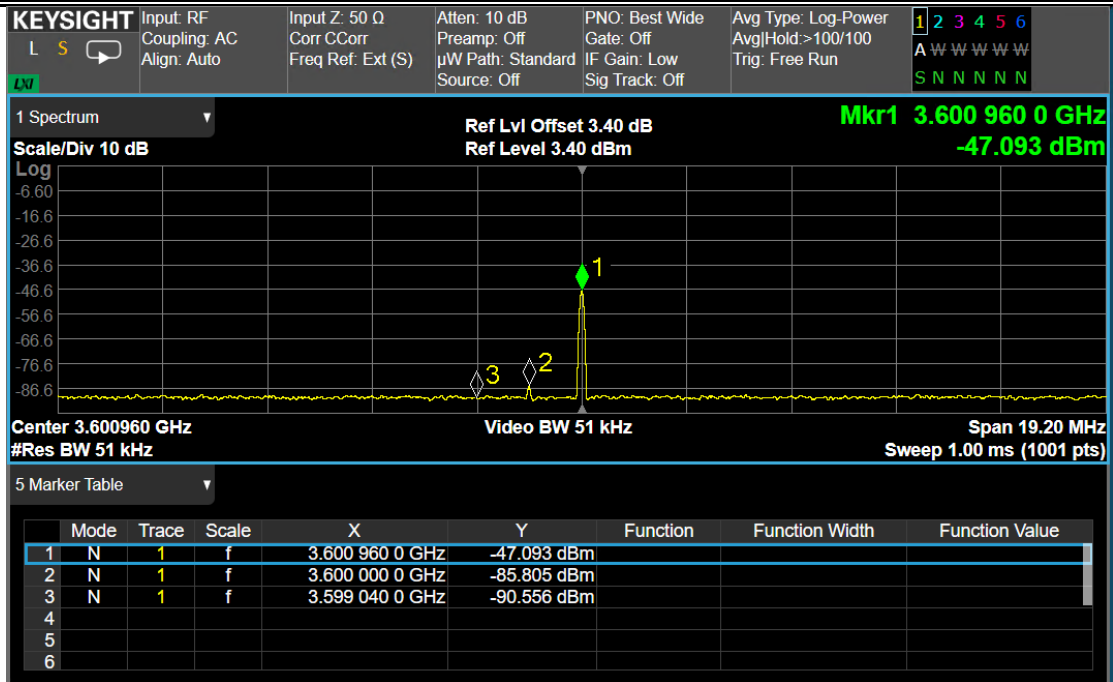 KEYSIGHT Input: RF Input Z: 50 Ω Atten: 10 dB PNO: Best Wide Avg Type: Log-Power 1 2 3 4 5 6
L S Coupling: AC Corr CCorr Preamp: Off Gate: Off Avg|Hold:>100/100 A W W W W W
Align: Auto Freq Ref: Ext (S) µW Path: Standard IF Gain: Low Trig: Free Run
LXI Source: Off Sig Track: Off S N N N N N
1 Spectrum ▼ Ref Lvl Offset 3.40 dB Mkr1 3.600 960 0 GHz
Scale/Div 10 dB Ref Level 3.40 dBm -47.093 dBm
Log
-6.60
-16.6
-26.6
-36.6
1
-46.6
-56.6
-66.6
-76.6
2
3
-86.6
Center 3.600960 GHz Video BW 51 kHz Span 19.20 MHz
#Res BW 51 kHz Sweep 1.00 ms (1001 pts)
5 Marker Table ▼
Mode Trace Scale X Y Function Function Width Function Value
1 N 1 f 3.600 960 0 GHz -47.093 dBm
2 N 1 f 3.600 000 0 GHz -85.805 dBm
3 N 1 f 3.599 040 0 GHz -90.556 dBm
4
5
6